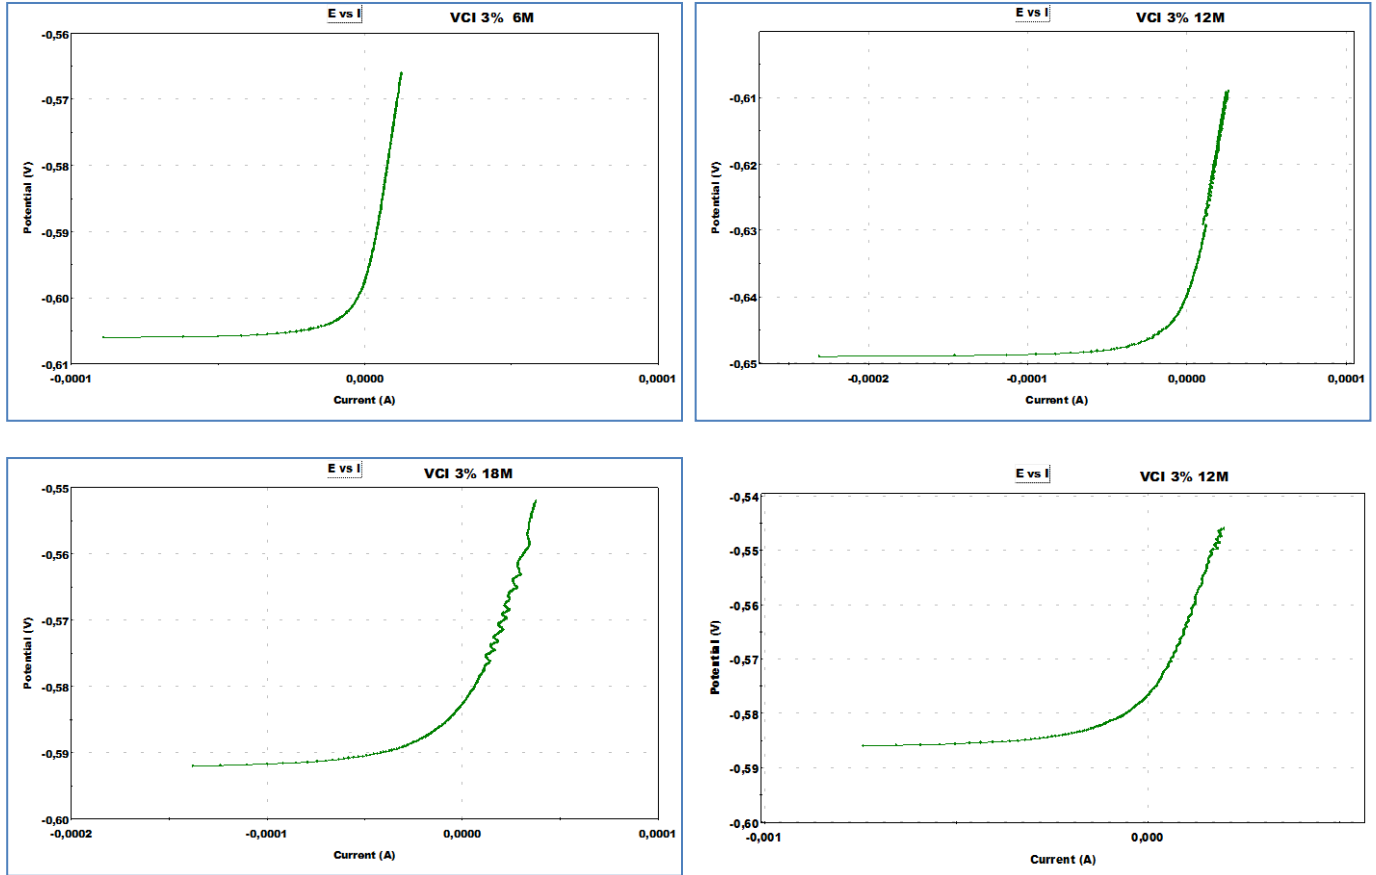 E vs I
VCI 3% 6M
-0,56
-0,57
-0,58
-0,59
-0,60
-0,61
Potential (V)
-0,0001
0,0000
0,0001
Current (A)
E vs I
VCI 3% 12M
-0,61
-0,62
-0,63
-0,64
-0,65
Potential (V)
-0,0002
-0,0001
0,0000
0,0001
Current (A)
E vs I
VCI 3% 18M
-0,55
-0,56
-0,57
-0,58
-0,59
-0,60
Potential (V)
-0,0002
-0,0001
0,0000
0,0001
Current (A)
E vs I
VCI 3% 12M
-0,54
-0,55
-0,56
-0,57
-0,58
-0,59
-0,60
Potential (V)
-0,001
0,000
Current (A)